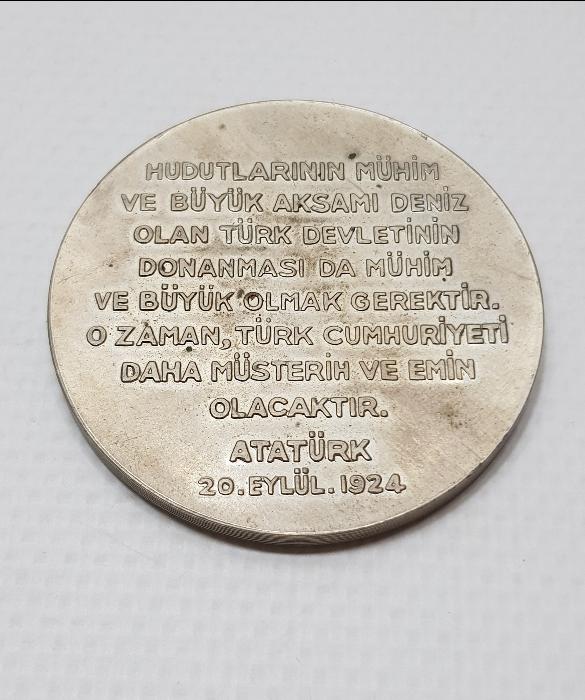 HUDUTLARININ MÜHİM
VE BÜYÜK AKSAMI DENİZ
OLAN TÜRK DEVLETİNİN
DONANMASI DA MÜHİM
VE BÜYÜK OLMAK GEREKTİR.
O ZAMAN, TÜRK CUMHURİYETİ
DAHA MÜSTERİH VE EMİN
OLACAKTIR.
ATATÜRK
20.EYLÜL.1924